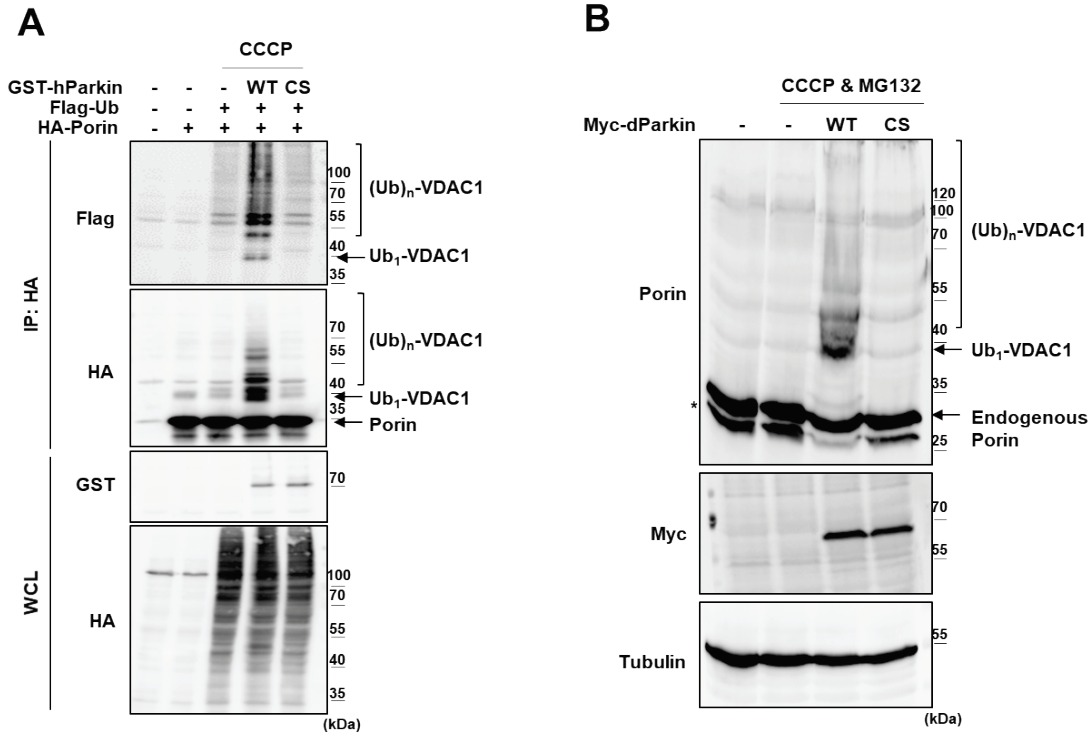 A
CCCP
GST-hParkin - - - WT CS
Flag-Ub - - + + +
HA-Porin - + + + +
IP: HA
Flag
100
70
55
40
35
(Ub)n-VDAC1
Ub1-VDAC1
HA
70
55
40
35
(Ub)n-VDAC1
Ub1-VDAC1
Porin
WCL
GST
70
HA
100
70
55
40
35
(kDa)
B
CCCP & MG132
Myc-dParkin - - WT CS
Porin
*
120
100
70
55
40
35
25
(Ub)n-VDAC1
Ub1-VDAC1
Endogenous
Porin
Myc
70
55
Tubulin
55
(kDa)